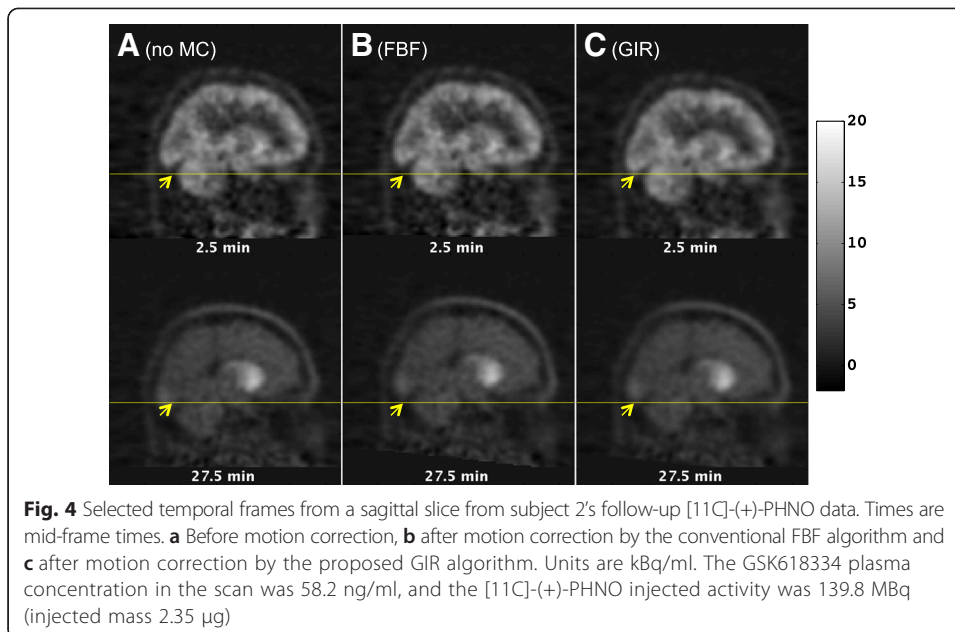 A (no MC)
B (FBF)
C (GIR)
20
15
10
5
0
2.5 min
2.5 min
2.5 min
27.5 min
27.5 min
27.5 min
Fig. 4 Selected temporal frames from a sagittal slice from subject 2's follow-up [11C]-(+)-PHNO data. Times are
mid-frame times. a Before motion correction, b after motion correction by the conventional FBF algorithm and
c after motion correction by the proposed GIR algorithm. Units are kBq/ml. The GSK618334 plasma
concentration in the scan was 58.2 ng/ml, and the [11C]-(+)-PHNO injected activity was 139.8 MBq
(injected mass 2.35 μg)